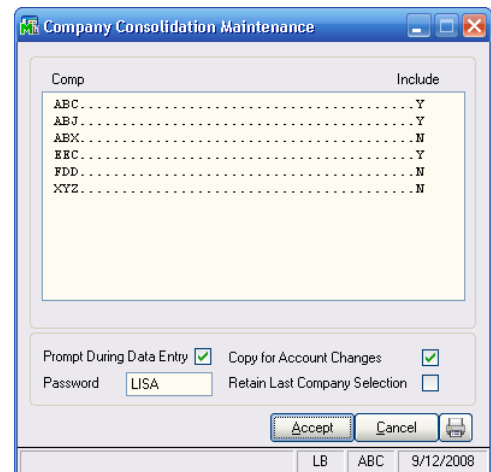 Company Consolidation Maintenance
Comp Include
ABC.............................................Y
ABJ.............................................Y
ABX.............................................N
EEC.............................................Y
FDD.............................................N
XYZ.............................................N
Prompt During Data Entry Copy for Account Changes
Password LISA Retain Last Company Selection
Accept Cancel
LB ABC 9/12/2008